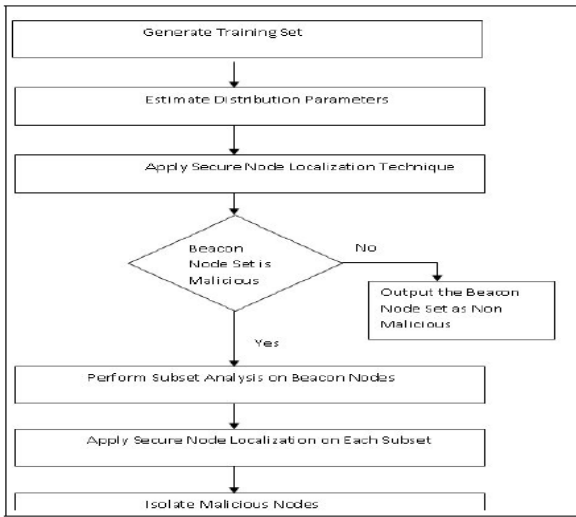 Generate Training Set
Estimate Distribution Parameters
Apply Secure Node Localization Technique
Beacon
Node Set is
Malicious
No
Output the Beacon
Node Set as Non
Malicious
Yes
Perform Subset Analysis on Beacon Nodes
Apply Secure Node Localization on Each Subset
Isolate Malicious Nodes